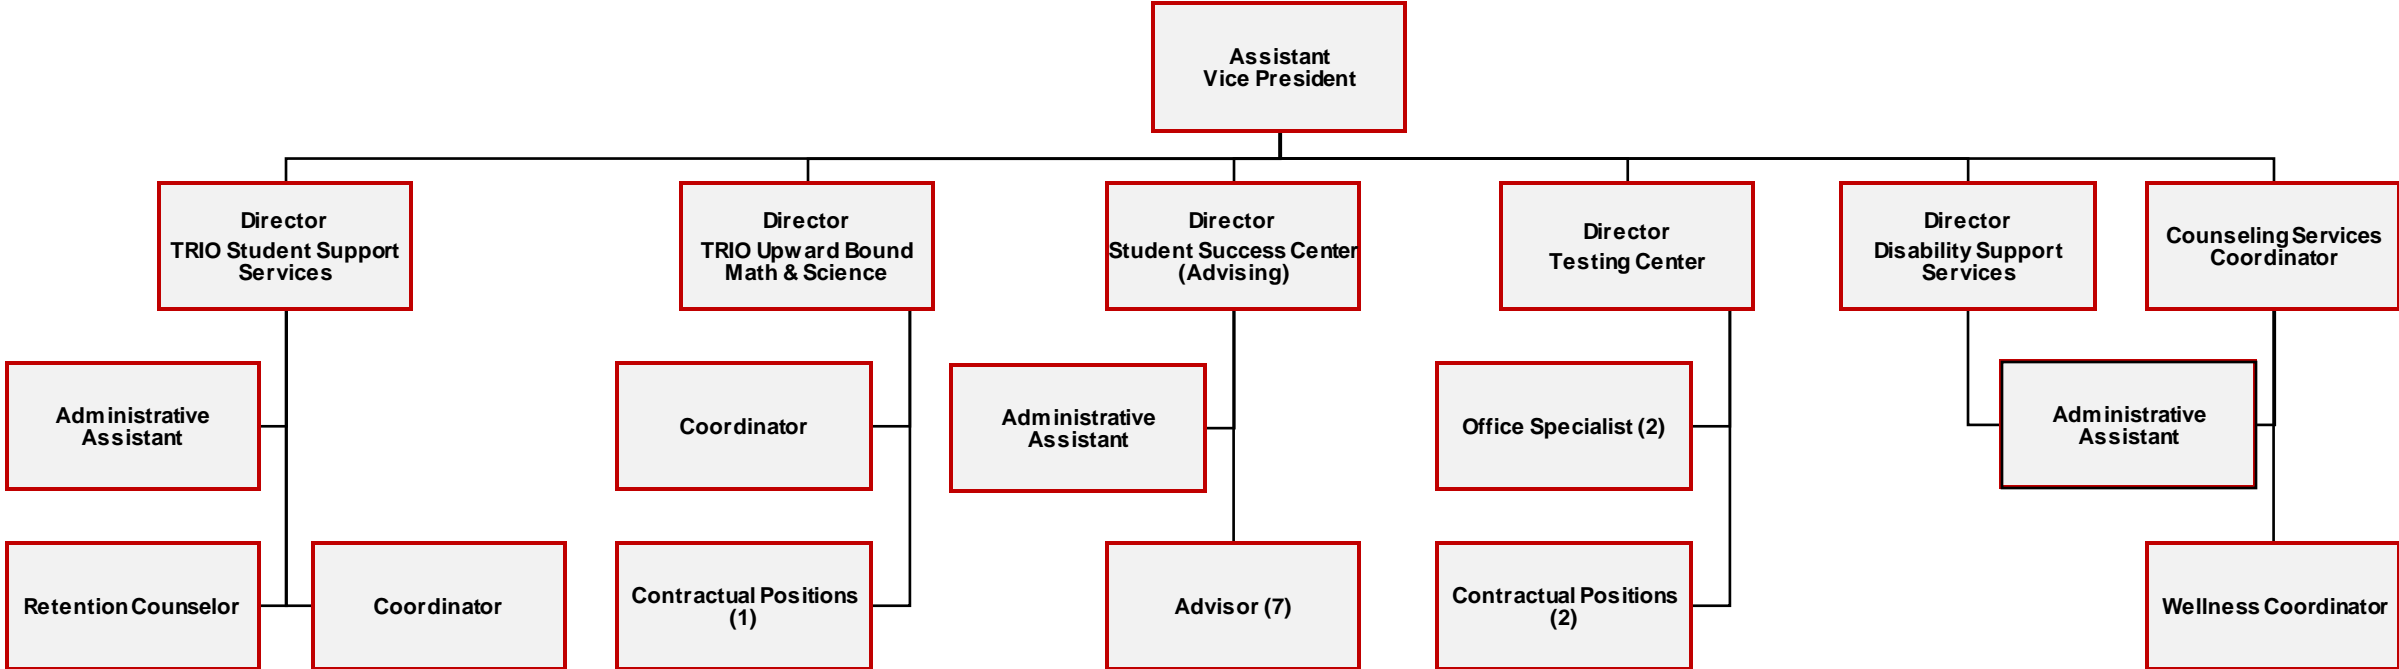 Assistant
Vice President
Director
TRIO Student Support
Services
Director
TRIO Upward Bound
Math & Science
Director
Student Success Center
(Advising)
Director
Testing Center
Director
Disability Support
Services
Counseling Services
Coordinator
Administrative
Assistant
Coordinator
Administrative
Assistant
Office Specialist (2)
Administrative
Assistant
Retention Counselor
Coordinator
Contractual Positions
(1)
Advisor (7)
Contractual Positions
(2)
Wellness Coordinator